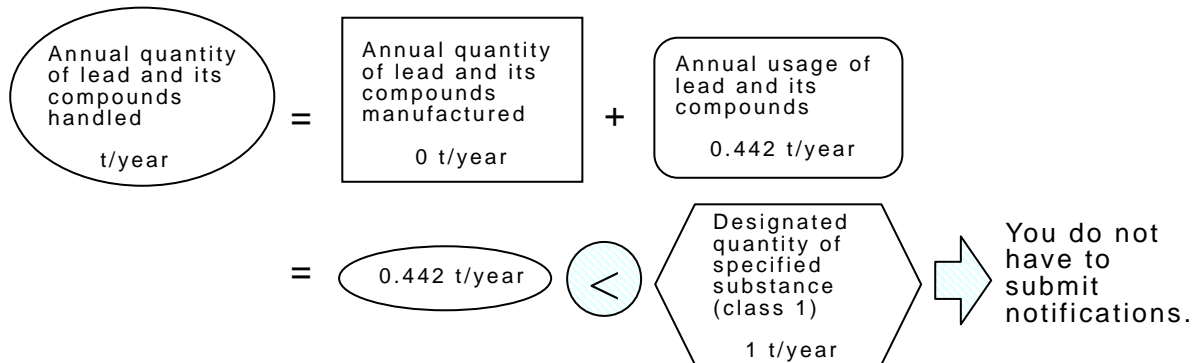 Annual quantity
of lead and its
compounds
handled
t/year
=
Annual quantity
of lead and its
compounds
manufactured
0 t/year
+
Annual usage of
lead and its
compounds
0.442 t/year
=
0.442 t/year
<
Designated
quantity of
specified
substance
(class 1)
1 t/year
You do not
have to
submit
notifications.